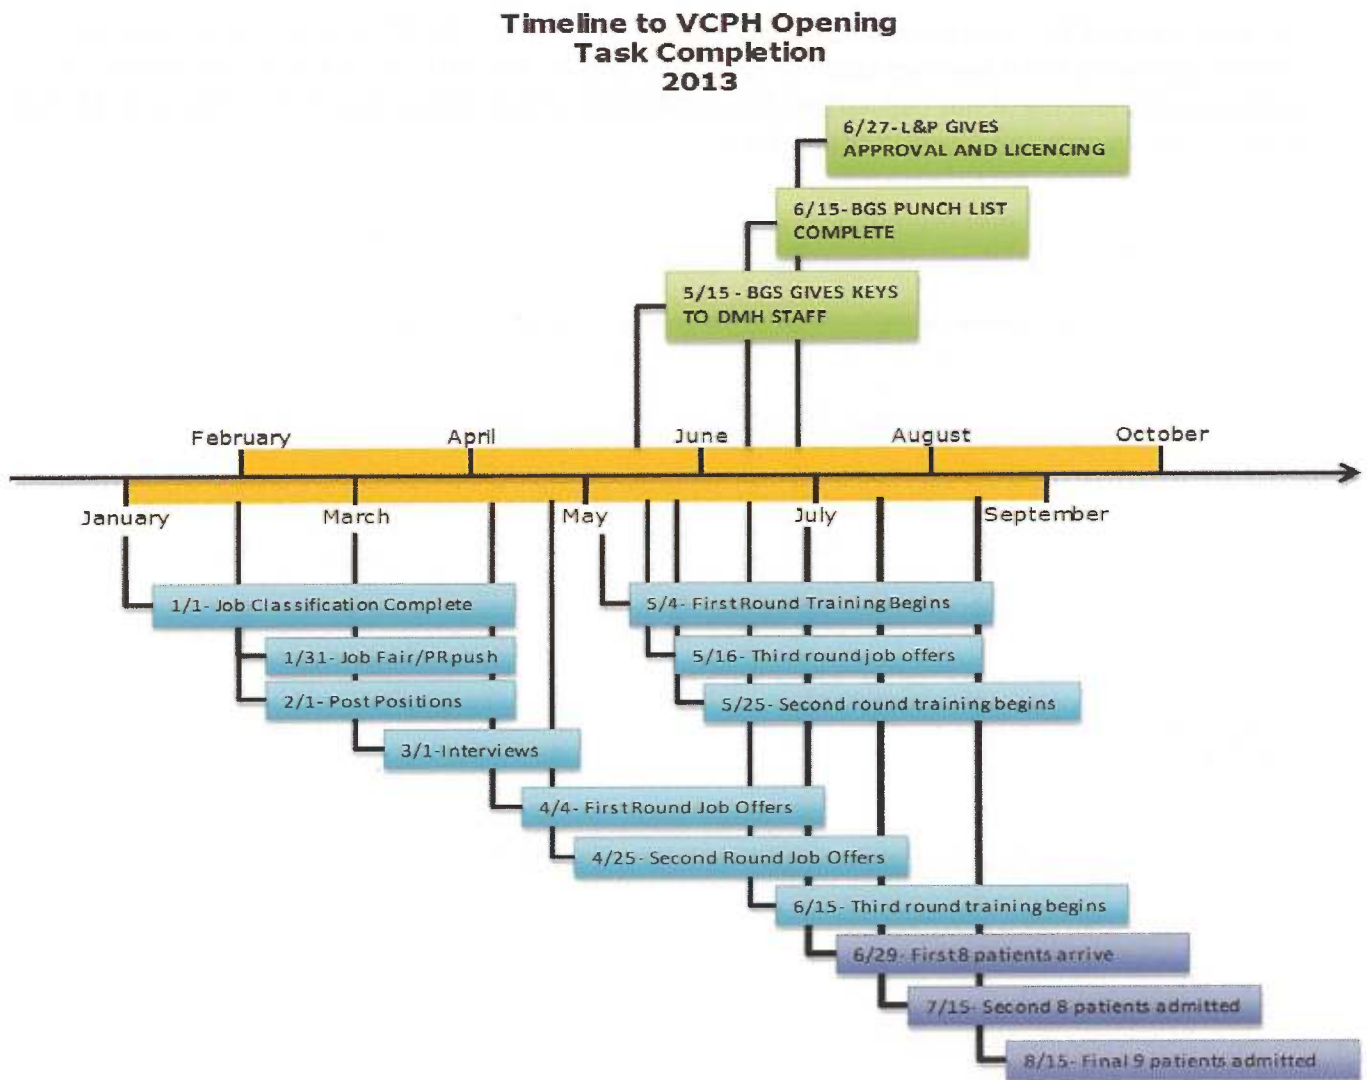 Timeline to VCPH Opening
Task Completion
2013
6/27-L&P GIVES
APPROVAL AND LICENCING
6/15-BGS PUNCH LIST
COMPLETE
5/15 - BGS GIVES KEYS
TO DMH STAFF
February
April
June
August
October
January
March
May
July
September
1/1- Job Classification Complete
1/31- Job Fair/PR push
2/1- Post Positions
3/1-Interviews
4/4- First Round Job Offers
4/25- Second Round Job Offers
5/4- First Round Training Begins
5/16- Third round job offers
5/25- Second round training begins
6/15- Third round training begins
6/29- First 8 patients arrive
7/15- Second 8 patients admitted
8/15- Final 9 patients admitted